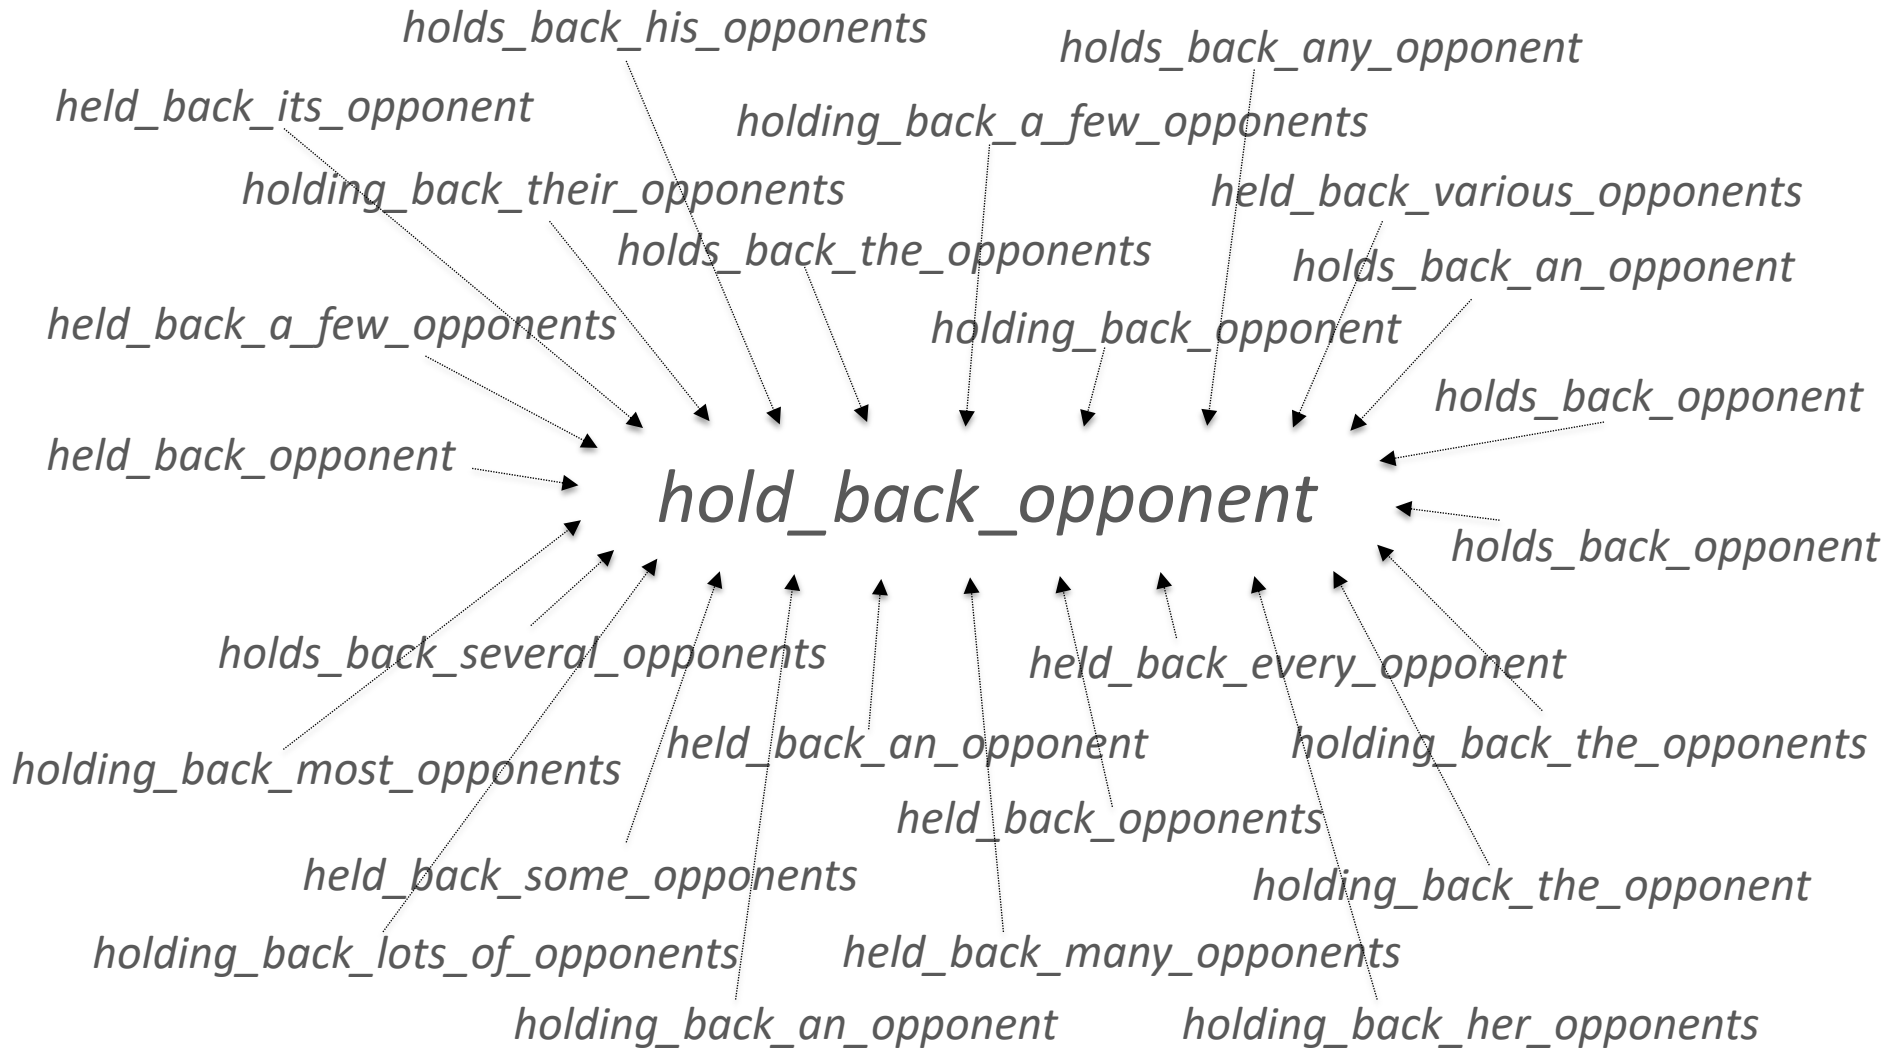 holds_back_his_opponents
holds_back_any_opponent
held_back_its_opponent
holding_back_a_few_opponents
holding_back_their_opponents
held_back_various_opponents
holds_back_the_opponents
holds_back_an_opponent
held_back_a_few_opponents
holding_back_opponent
holds_back_opponent
held_back_opponent
hold_back_opponent
holds_back_opponent
holds_back_several_opponents
held_back_every_opponent
held_back_an_opponent
holding_back_the_opponents
holding_back_most_opponents
held_back_opponents
held_back_some_opponents
holding_back_the_opponent
holding_back_lots_of_opponents
held_back_many_opponents
holding_back_an_opponent
holding_back_her_opponents